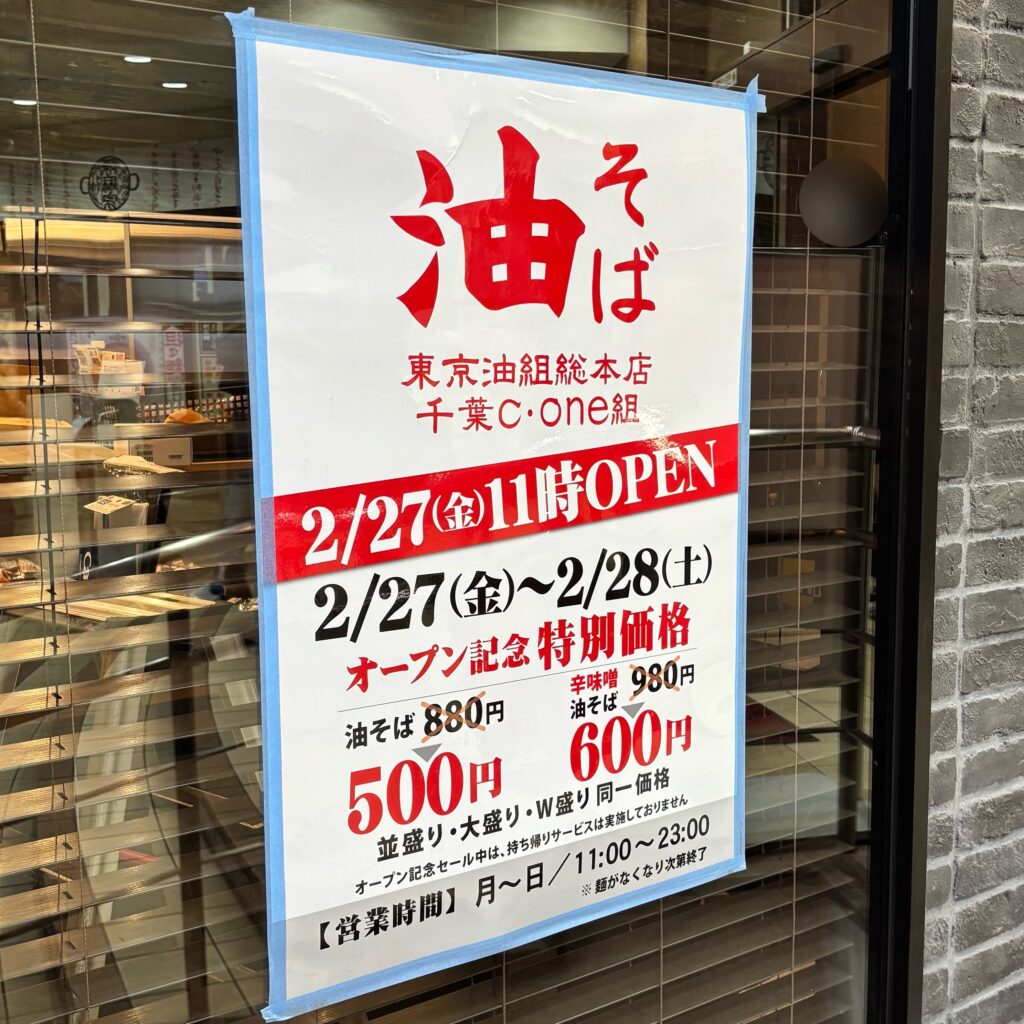 油そば
東京油組総本店
千葉C・one組
2/27(金)11時OPEN
2/27(金)～2/28(土)
オープン記念 特別価格
油そば 880円
500円
辛味噌
油そば 980円
600円
並盛り・大盛り・W盛り 同一価格
オープン記念セール中は、持ち帰りサービスは実施しておりません
【営業時間】 月～日／11:00～23:00
※ 麺がなくなり次第終了